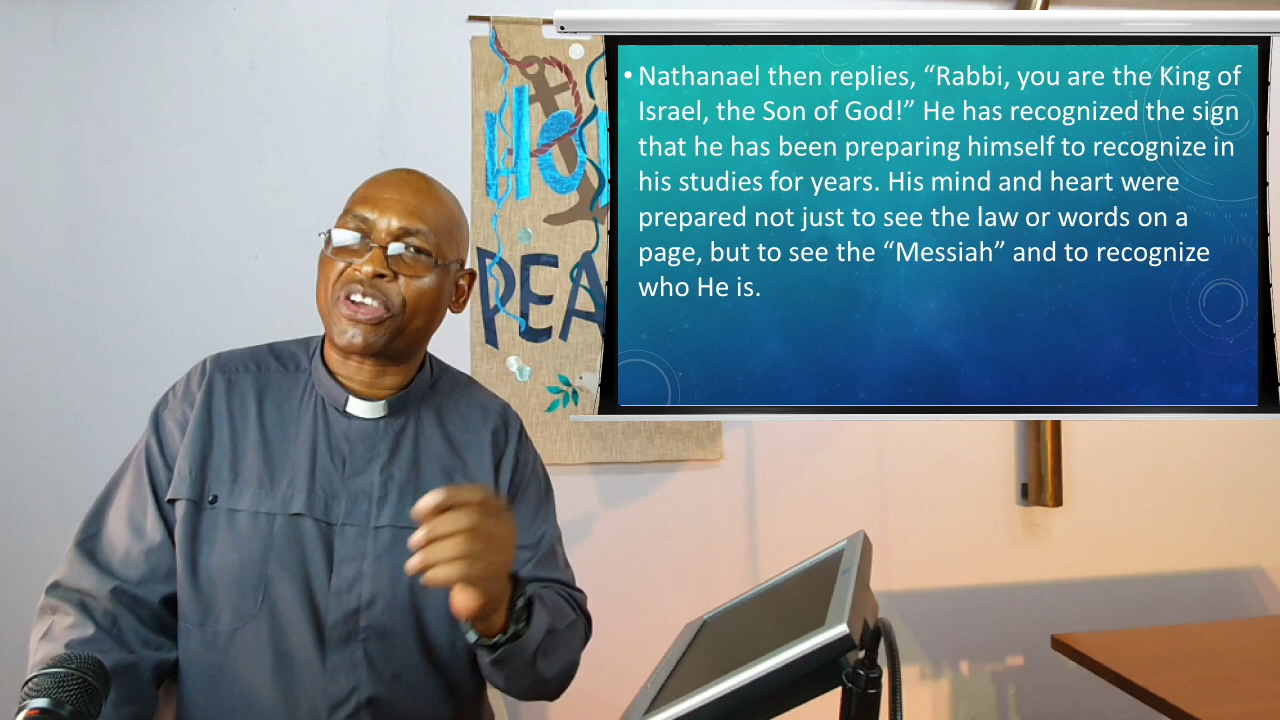 HO
PEA
• Nathanael then replies, “Rabbi, you are the King of
Israel, the Son of God!” He has recognized the sign
that he has been preparing himself to recognize in
his studies for years. His mind and heart were
prepared not just to see the law or words on a
page, but to see the “Messiah” and to recognize
who He is.